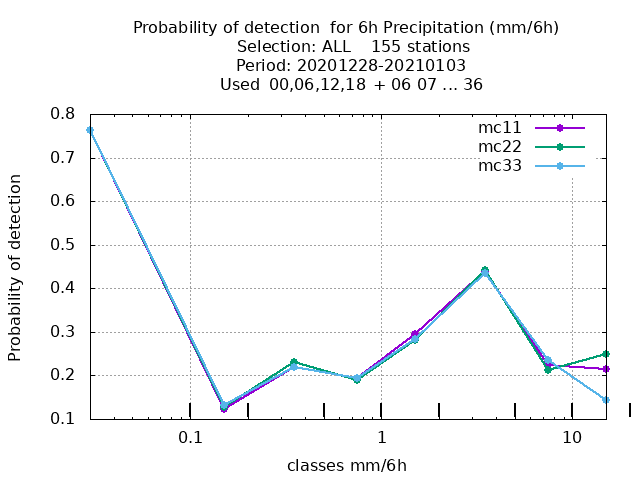 Probability of detection for 6h Precipitation (mm/6h)
Selection: ALL 155 stations
Period: 20201228-20210103
Used 00,06,12,18 + 06 07 ... 36
mc11
mc22
mc33
0.8
0.7
0.6
0.5
0.4
0.3
0.2
0.1
Probability of detection
0.1 1 10
classes mm/6h